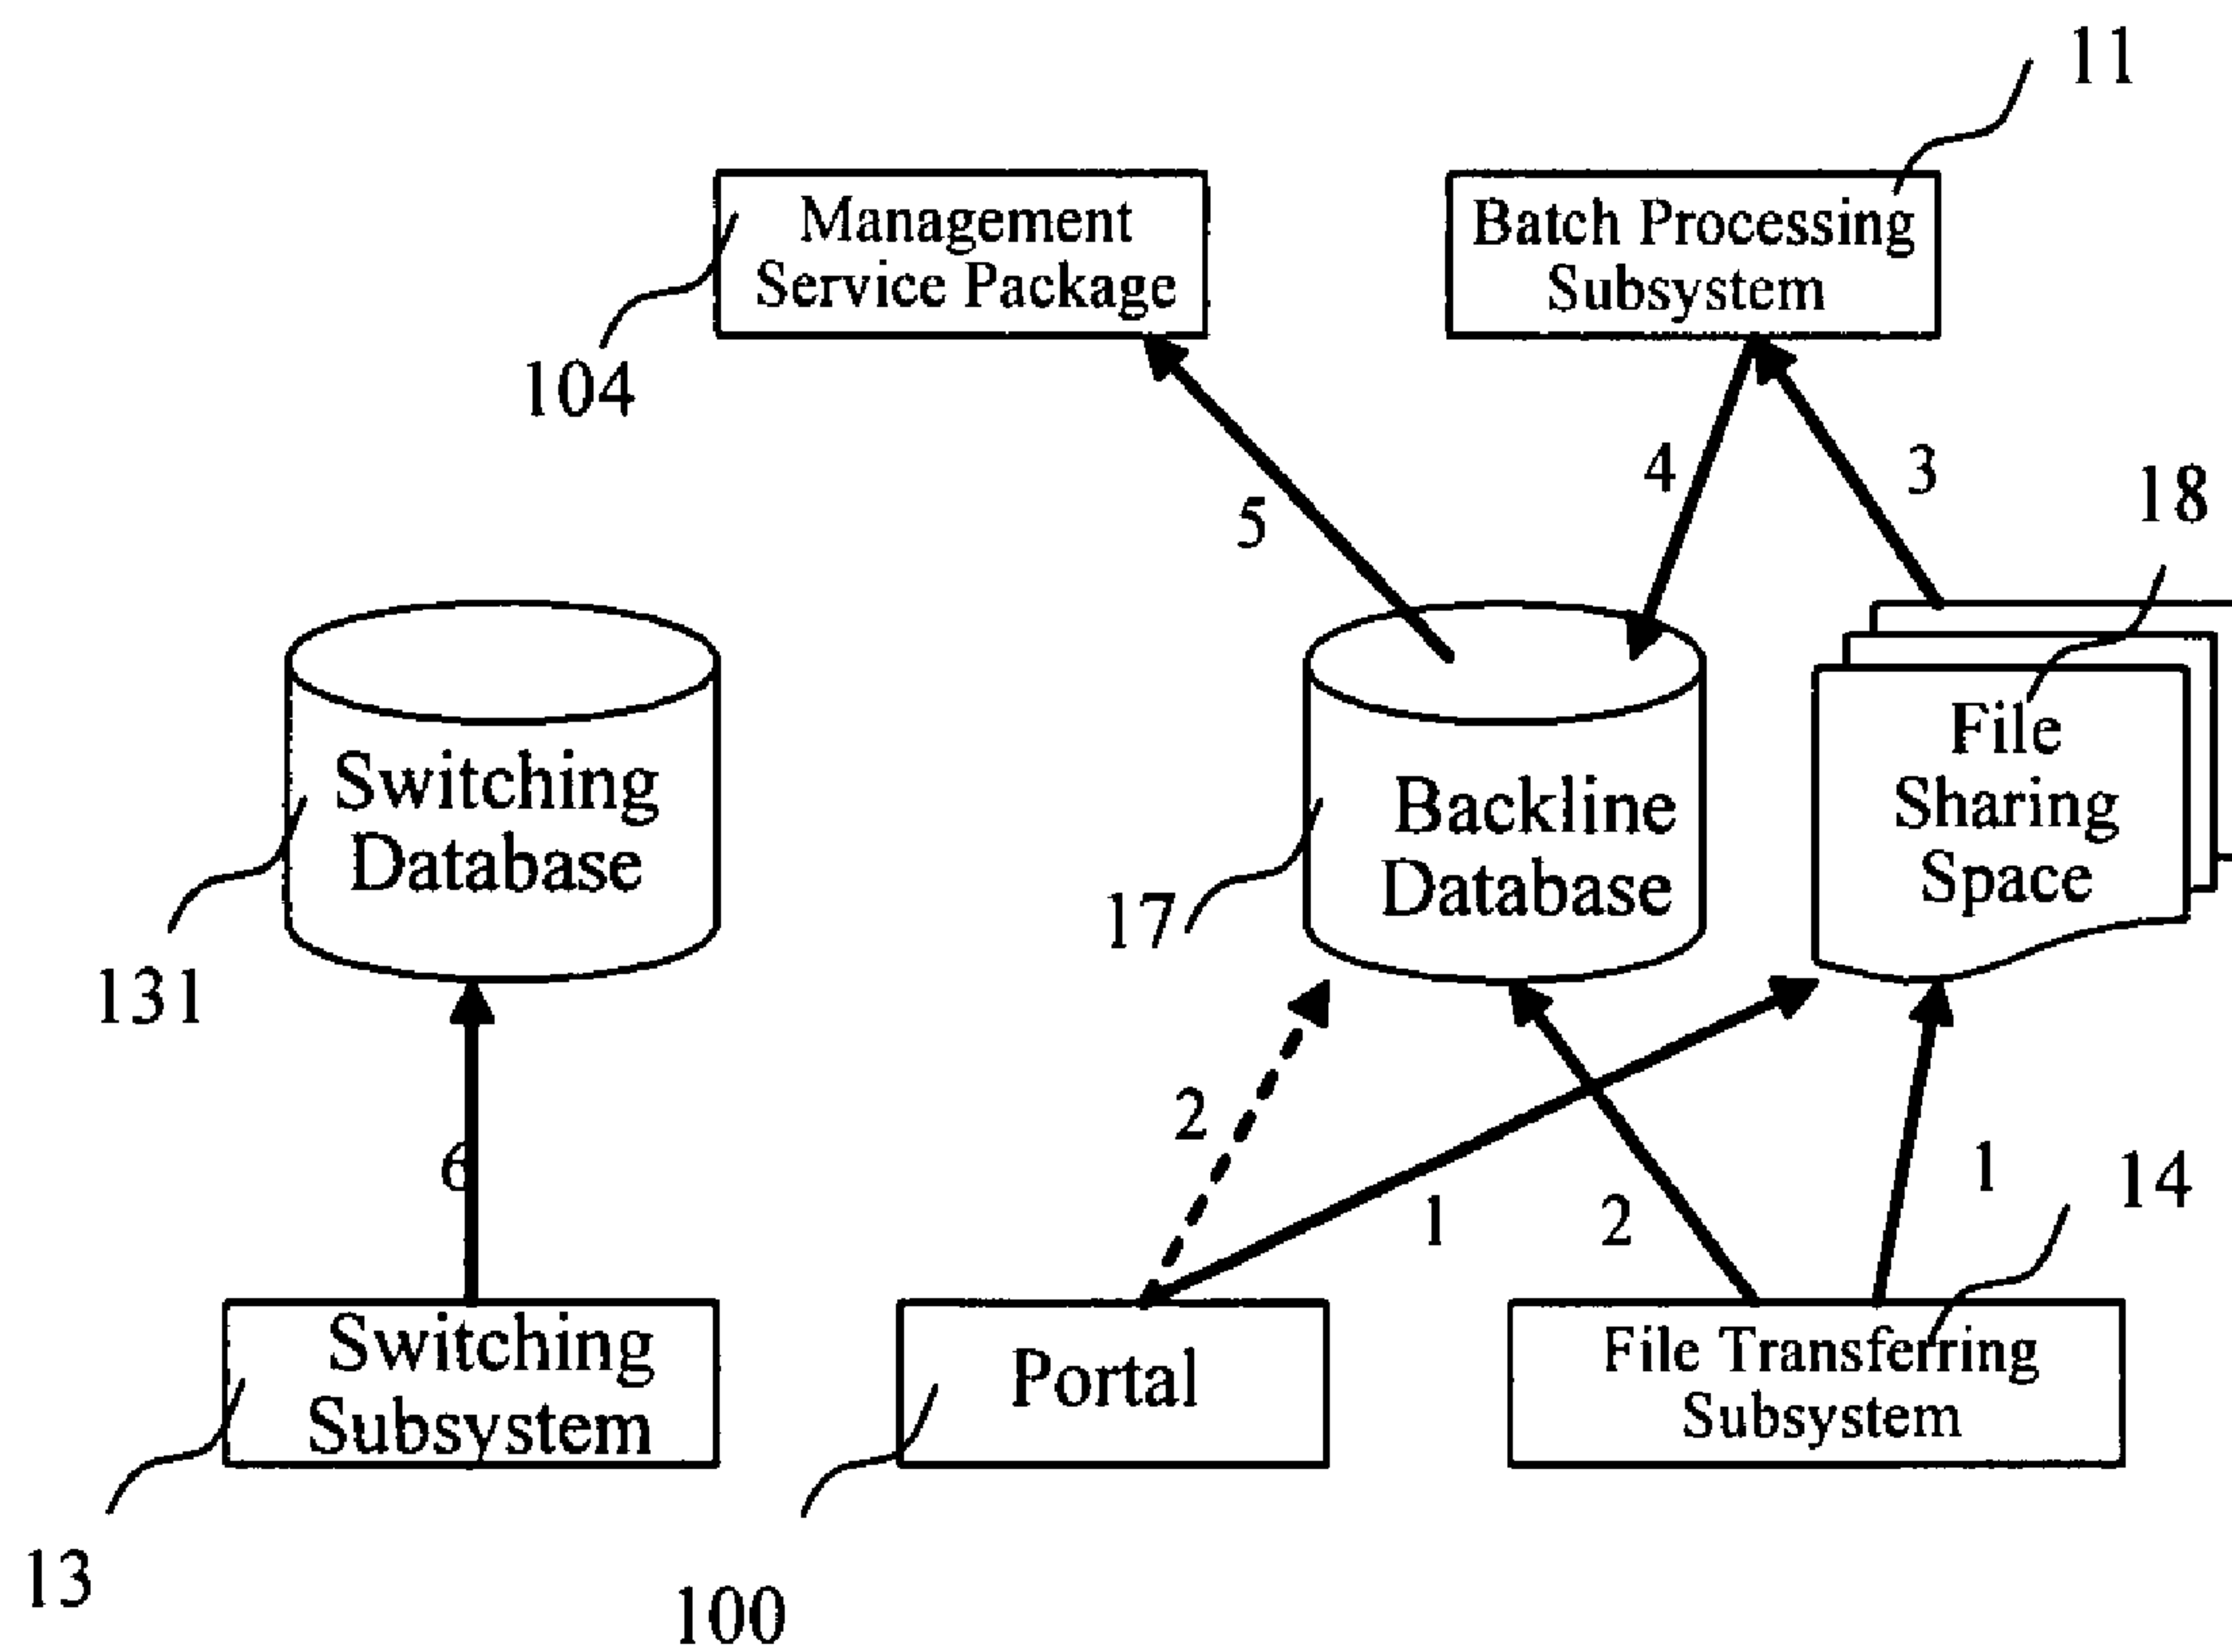 11
Management
Service Package
Batch Processing
Subsystem
104
4
3
18
5
Switching
Database
Backline
Database
File
Sharing
Space
17
131
2
6
1
2
1
14
Switching
Subsystem
Portal
File Transferring
Subsystem
13
100